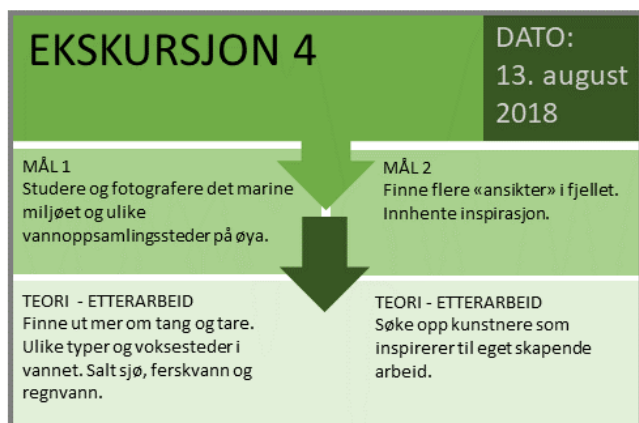 EKSKURSJON 4
DATO:
13. august
2018
MÅL 1
Studere og fotografere det marine
miljøet og ulike
vannoppsamlingssteder på øya.
MÅL 2
Finne flere «ansikter» i fjellet.
Innhente inspirasjon.
TEORI - ETTERARBEID
Finne ut mer om tang og tare.
Ulike typer og voksesteder i
vannet. Salt sjø, ferskvann og
regnvann.
TEORI - ETTERARBEID
Søke opp kunstnere som
inspirerer til eget skapende
arbeid.